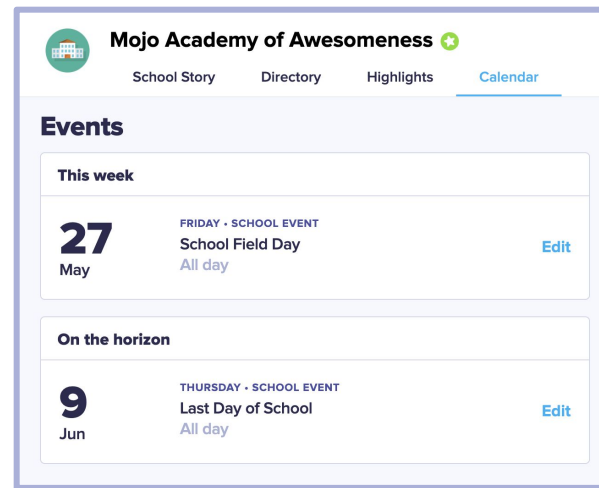 Mojo Academy of Awesomeness
School Story Directory Highlights Calendar
Events
This week
27
May
FRIDAY • SCHOOL EVENT
School Field Day
All day
Edit
On the horizon
9
Jun
THURSDAY • SCHOOL EVENT
Last Day of School
All day
Edit